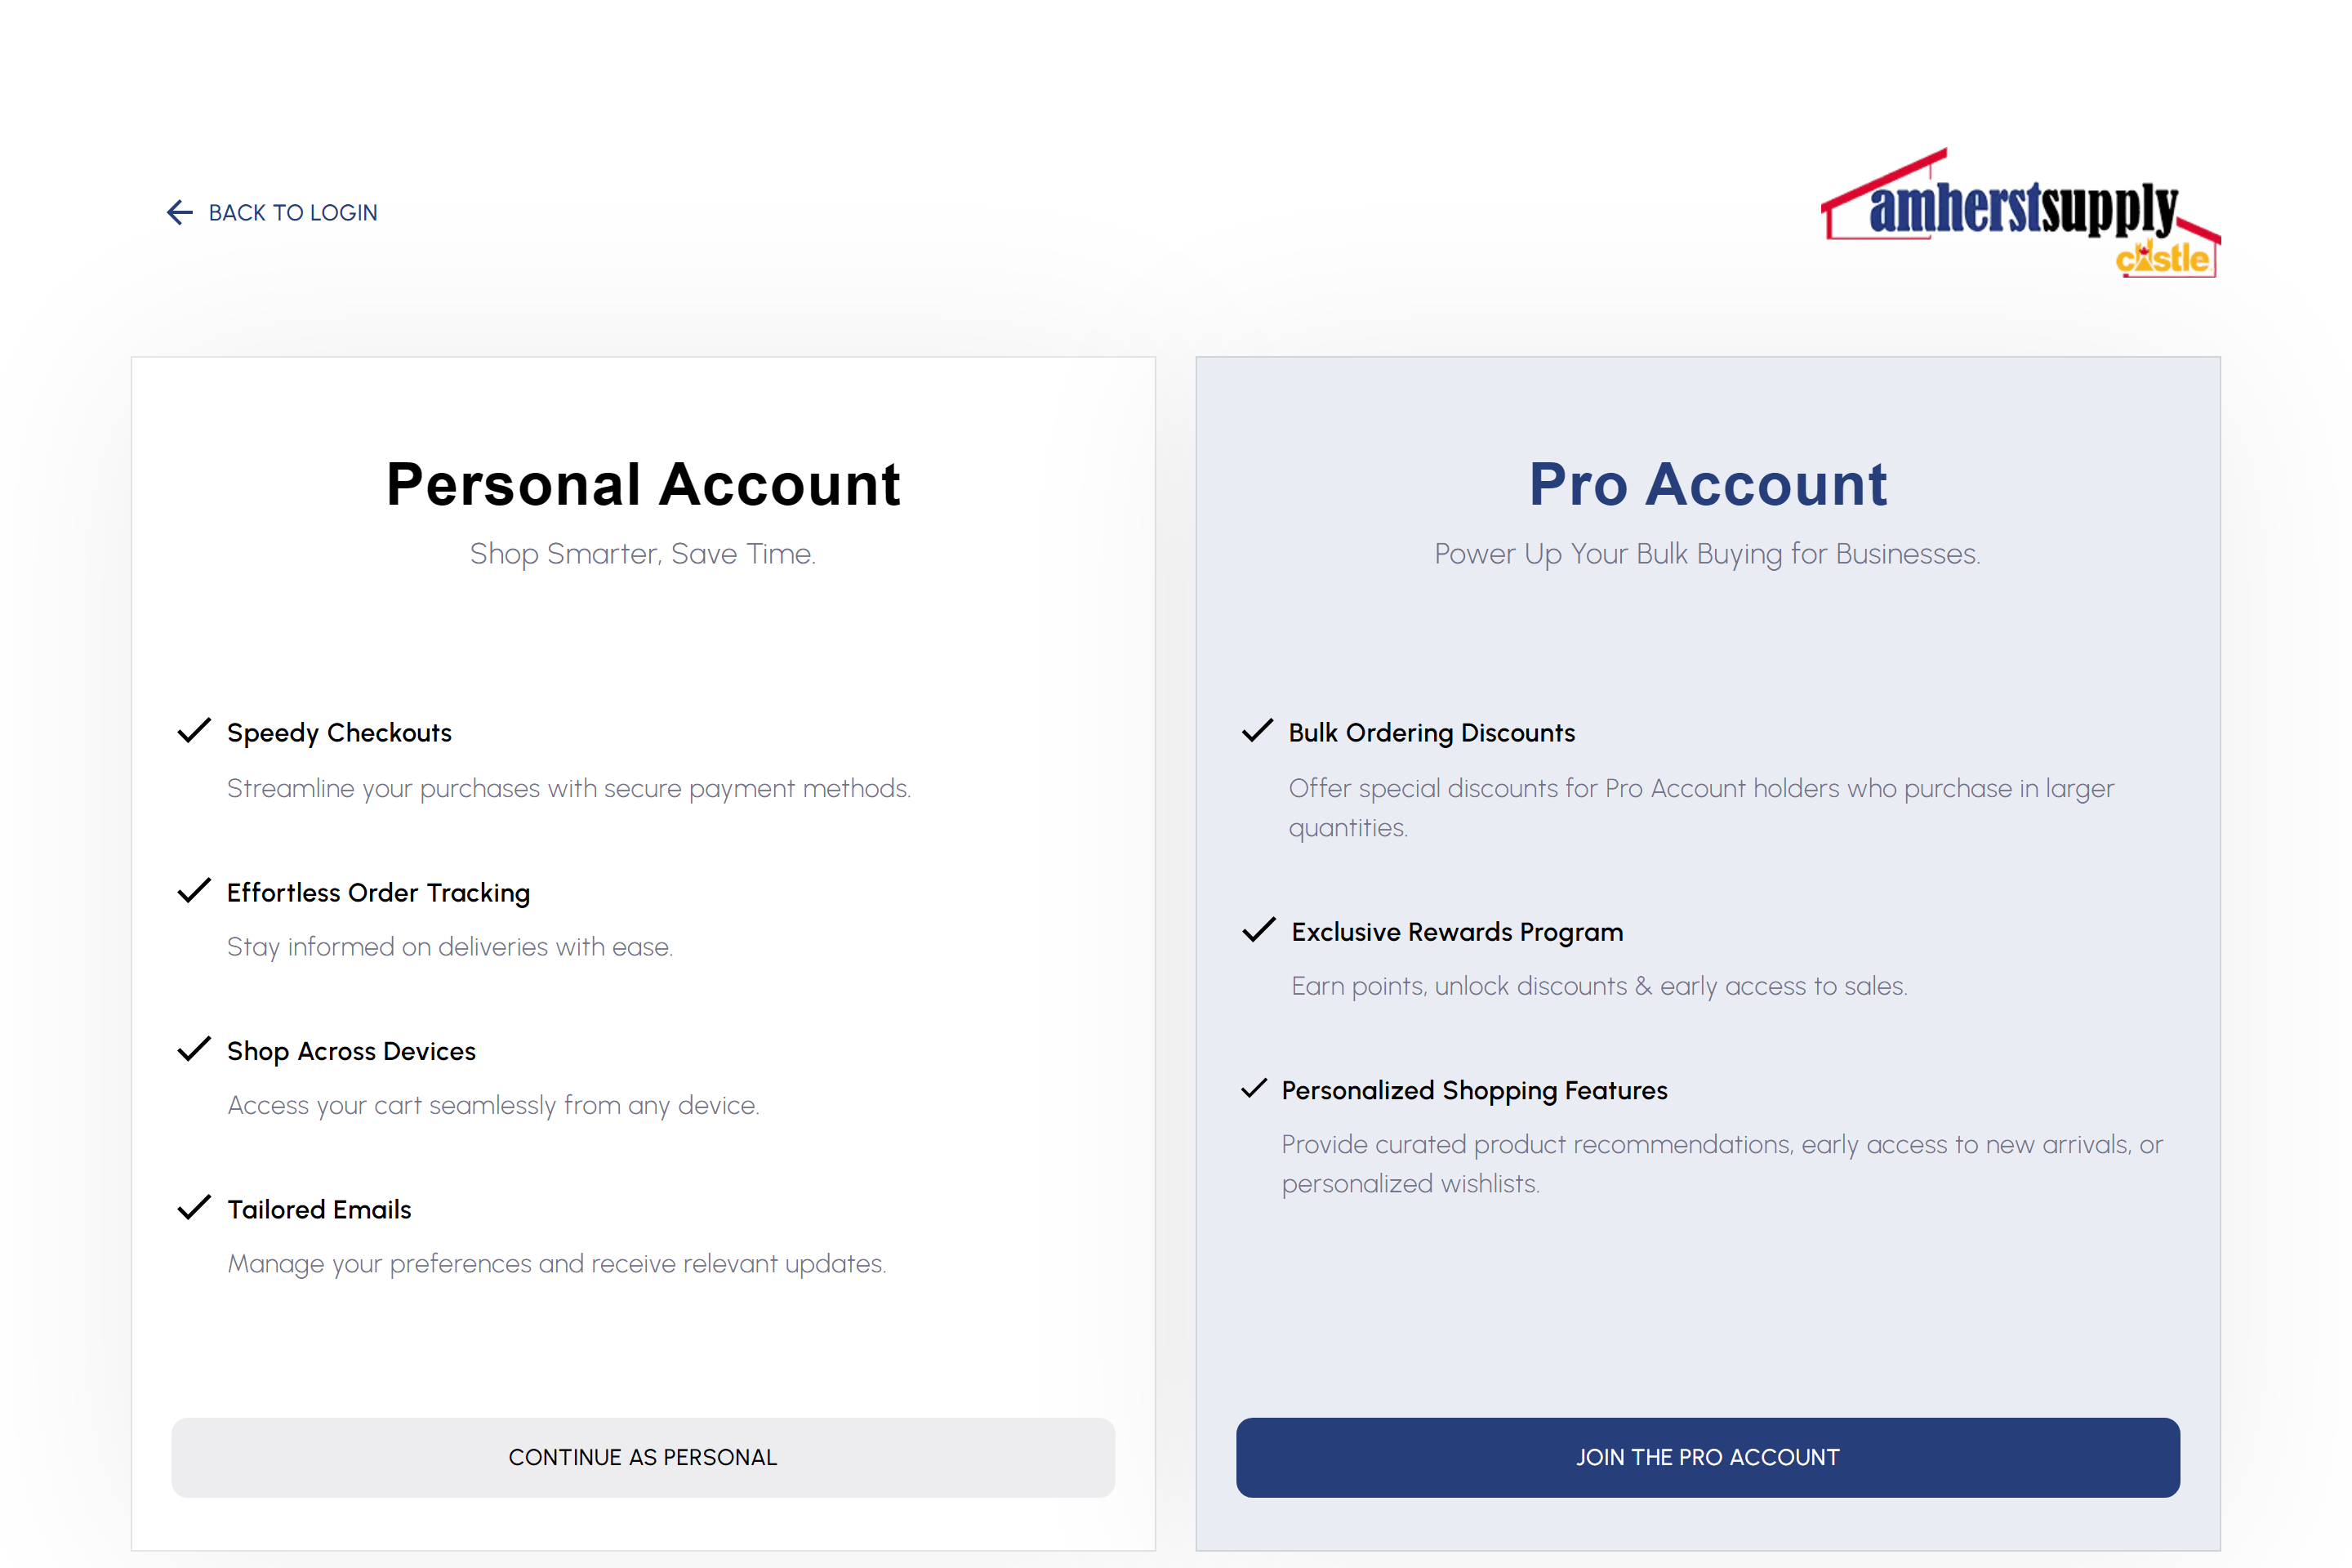 BACK TO LOGIN
amherstsupply
castle
Personal Account
Shop Smarter, Save Time.
Speedy Checkouts
Streamline your purchases with secure payment methods.
Effortless Order Tracking
Stay informed on deliveries with ease.
Shop Across Devices
Access your cart seamlessly from any device.
Tailored Emails
Manage your preferences and receive relevant updates.
CONTINUE AS PERSONAL
Pro Account
Power Up Your Bulk Buying for Businesses.
Bulk Ordering Discounts
Offer special discounts for Pro Account holders who purchase in larger
quantities.
Exclusive Rewards Program
Earn points, unlock discounts & early access to sales.
Personalized Shopping Features
Provide curated product recommendations, early access to new arrivals, or
personalized wishlists.
JOIN THE PRO ACCOUNT